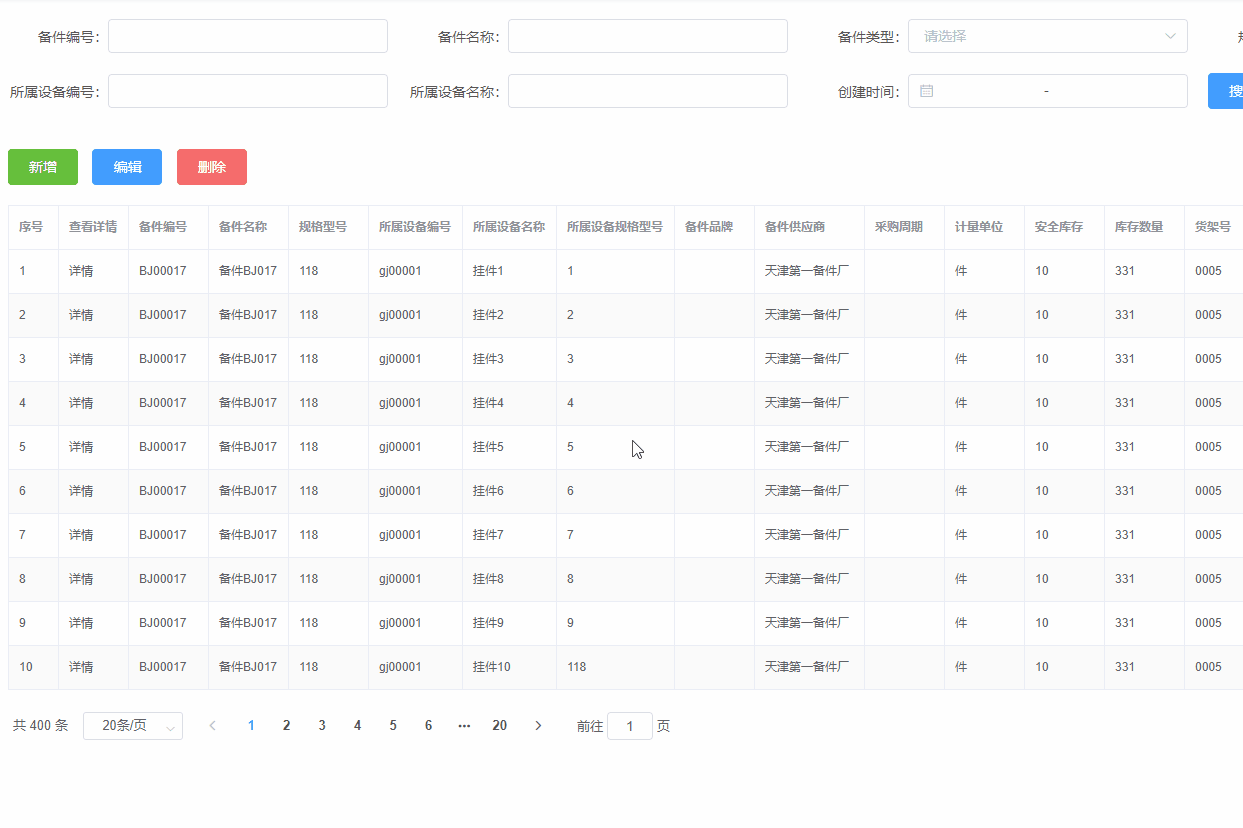 备件编号: 备件名称: 备件类型: 请选择
所属设备编号: 所属设备名称: 创建时间: - 搜
新增 编辑 删除
序号 查看详情 备件编号 备件名称 规格型号 所属设备编号 所属设备名称 所属设备规格型号 备件品牌 备件供应商 采购周期 计量单位 安全库存 库存数量 货架号
1 详情 BJ00017 备件BJ017 118 gj00001 挂件1 1 天津第一备件厂 件 10 331 0005
2 详情 BJ00017 备件BJ017 118 gj00001 挂件2 2 天津第一备件厂 件 10 331 0005
3 详情 BJ00017 备件BJ017 118 gj00001 挂件3 3 天津第一备件厂 件 10 331 0005
4 详情 BJ00017 备件BJ017 118 gj00001 挂件4 4 天津第一备件厂 件 10 331 0005
5 详情 BJ00017 备件BJ017 118 gj00001 挂件5 5 天津第一备件厂 件 10 331 0005
6 详情 BJ00017 备件BJ017 118 gj00001 挂件6 6 天津第一备件厂 件 10 331 0005
7 详情 BJ00017 备件BJ017 118 gj00001 挂件7 7 天津第一备件厂 件 10 331 0005
8 详情 BJ00017 备件BJ017 118 gj00001 挂件8 8 天津第一备件厂 件 10 331 0005
9 详情 BJ00017 备件BJ017 118 gj00001 挂件9 9 天津第一备件厂 件 10 331 0005
10 详情 BJ00017 备件BJ017 118 gj00001 挂件10 118 天津第一备件厂 件 10 331 0005
共 400 条 20条/页 1 2 3 4 5 6 ••• 20 前往 1 页